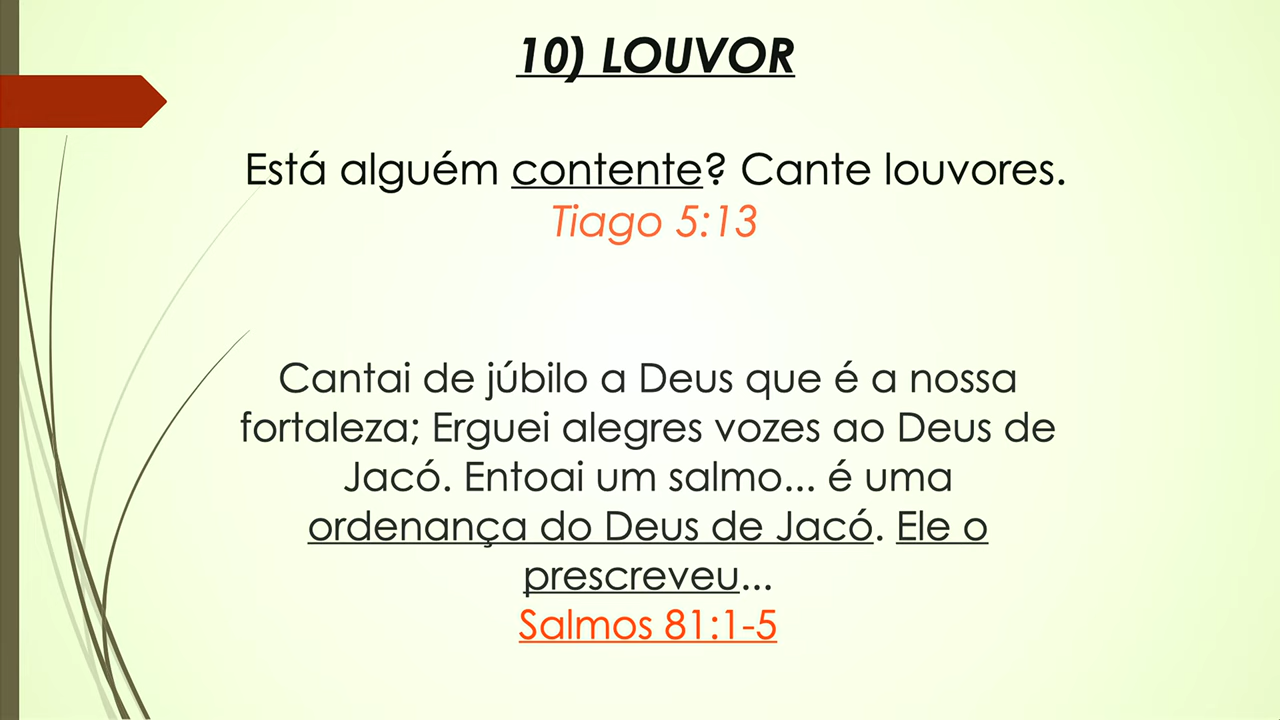 10) LOUVOR
Está alguém contente? Cante louvores.
Tiago 5:13
Cantai de júbilo a Deus que é a nossa
fortaleza; Erguei alegres vozes ao Deus de
Jacó. Entoai um salmo... é uma
ordenança do Deus de Jacó. Ele o
prescreveu...
Salmos 81:1-5